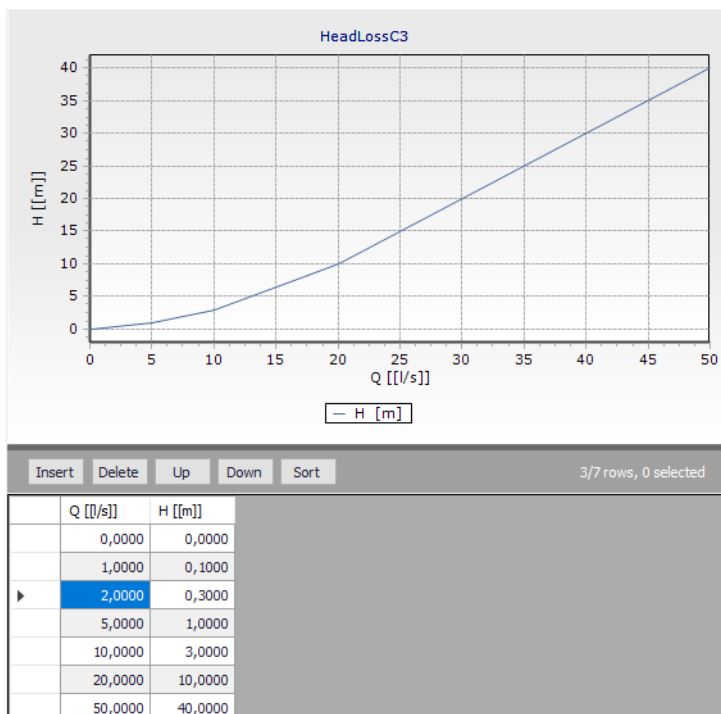 HeadLossC3
40
35
30
25
20
15
10
5
0
H [[m]]
0 5 10 15 20 25 30 35 40 45 50
Q [[l/s]]
H [m]
Insert Delete Up Down Sort 3/7 rows, 0 selected
Q [[l/s]] H [[m]]
0,0000 0,0000
1,0000 0,1000
2,0000 0,3000
5,0000 1,0000
10,0000 3,0000
20,0000 10,0000
50,0000 40,0000